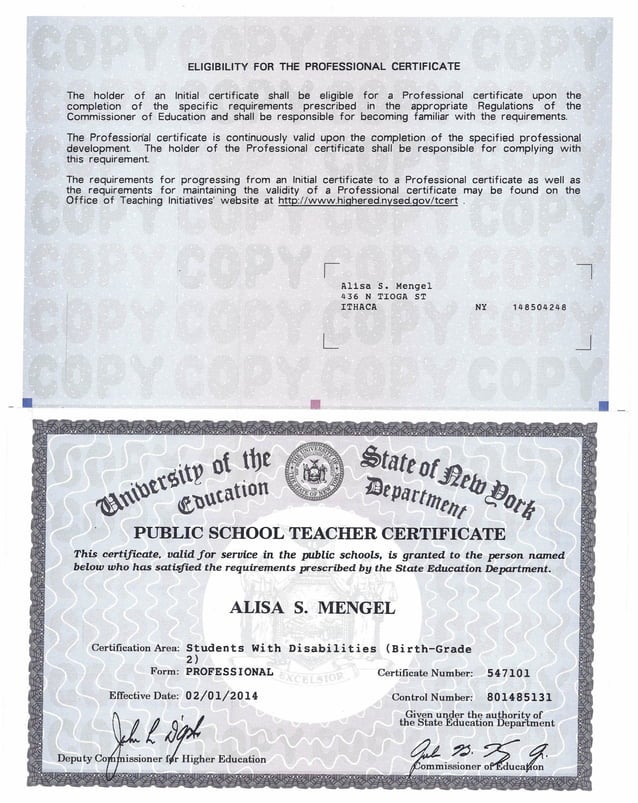 ELIGIBILITY FOR THE PROFESSIONAL CERTIFICATE
The holder of an Initial certificate shall be eligible for a Professional certificate upon the
completion of the specific requirements prescribed in the appropriate Regulations of the
Commissioner of Education and shall be responsible for becoming familiar with the requirements.
The Professional certificate is continuously valid upon the completion of the specified professional
development. The holder of the Professional certificate shall be responsible for complying with
this requirement.
The requirements for progressing from an Initial certificate to a Professional certificate as well as
the requirements for maintaining the validity of a Professional certificate may be found on the
Office of Teaching Initiatives' website at http://www.highered.nysed.gov/tcert .
Alisa S. Mengel
436 N TIOGA ST
ITHACA NY 148504248
COPY COPY COPY COPY
The University of the State of New York
Education Department
PUBLIC SCHOOL TEACHER CERTIFICATE
This certificate, valid for service in the public schools, is granted to the person named
below who has satisfied the requirements prescribed by the State Education Department.
ALISA S. MENGEL
Certification Area: Students With Disabilities (Birth-Grade
2)
Form: PROFESSIONAL Certificate Number: 547101
EXCELSIOR
Effective Date: 02/01/2014 Control Number: 801485131
Given under the authority of
the State Education Department
Deputy Commissioner for Higher Education
Commissioner of Education